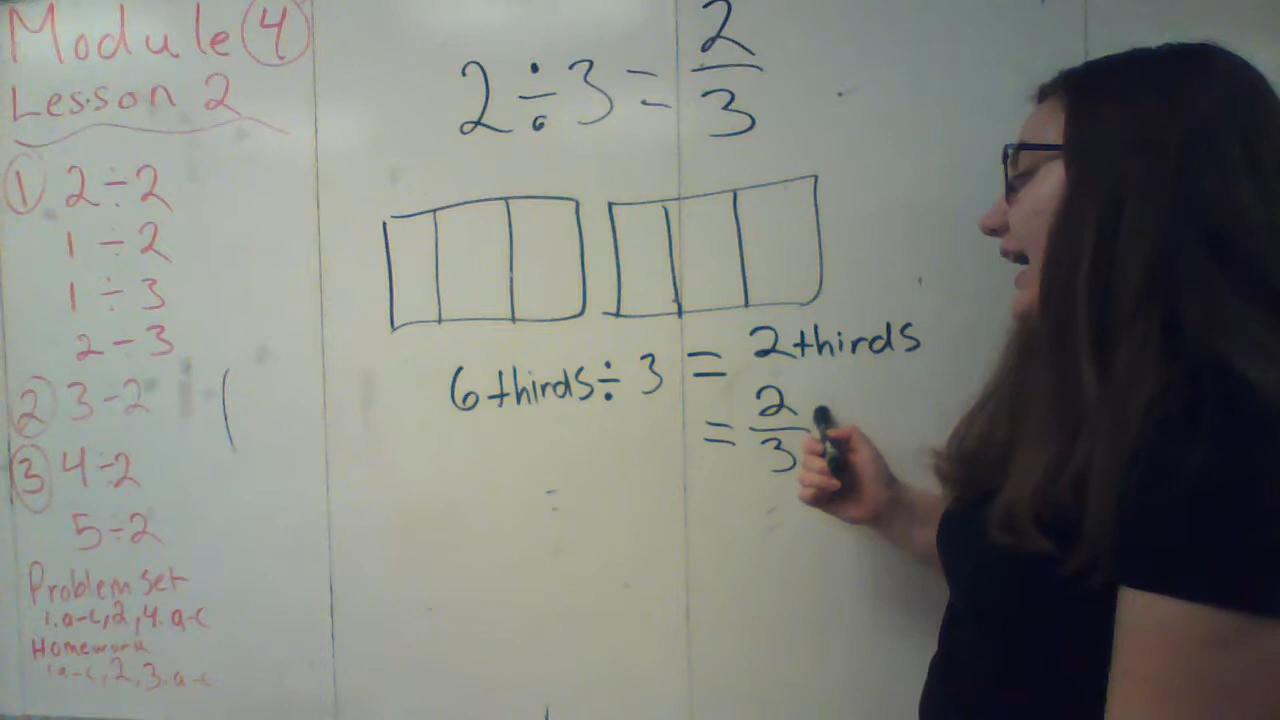 Module 4
Lesson 2
① 2 ÷ 2
1 ÷ 2
1 ÷ 3
2 ÷ 3
② 3 ÷ 2
③ 4 ÷ 2
5 ÷ 2
Problem Set
1.a-c,2,4.a-c
Homework
1a-c,2,3.a-c
2 ÷ 3 = 2/3
6 thirds ÷ 3 = 2 thirds
= 2/3